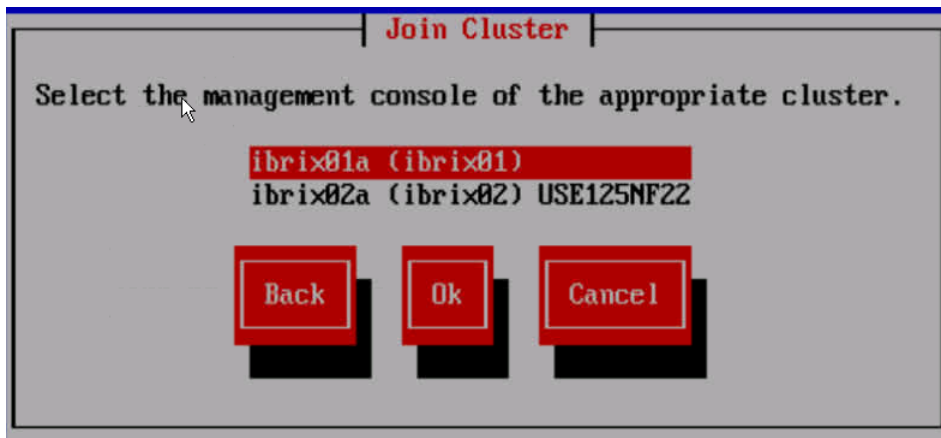 Join Cluster
Select the management console of the appropriate cluster.
ibrix01a (ibrix01)
ibrix02a (ibrix02) USE125NF22
Back Ok Cancel